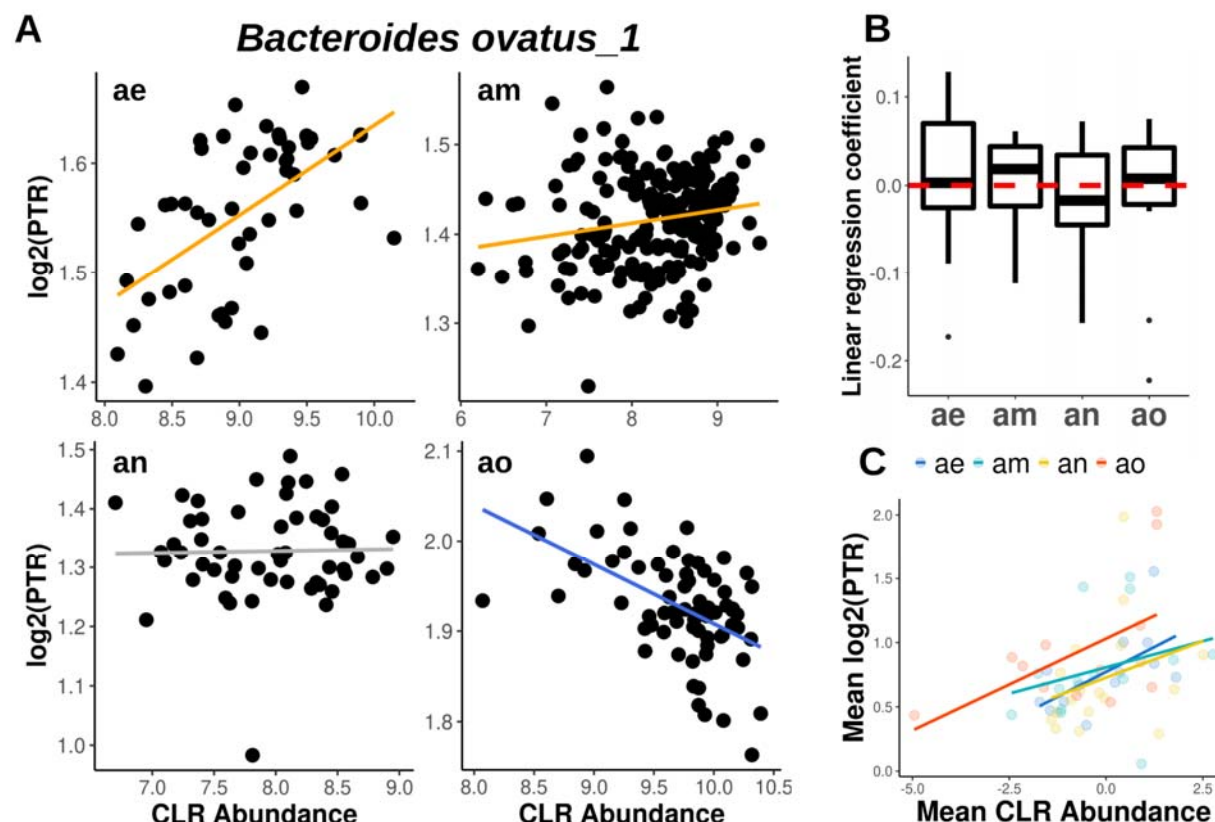 A
Bacteroides ovatus_1
ae
log2(PTR)
1.6
1.5
1.4
8.0 8.5 9.0 9.5 10.0
am
1.5
1.4
1.3
6 7 8 9
an
log2(PTR)
1.5
1.4
1.3
1.2
1.1
1.0
7.0 7.5 8.0 8.5 9.0
CLR Abundance
ao
2.1
2.0
1.9
1.8
8.0 8.5 9.0 9.5 10.0 10.5
CLR Abundance
B
Linear regression coefficient
0.1
0.0
-0.1
-0.2
ae am an ao
C
ae am an ao
Mean log2(PTR)
2.0
1.5
1.0
0.5
0.0
-5.0 -2.5 0.0 2.5
Mean CLR Abundance